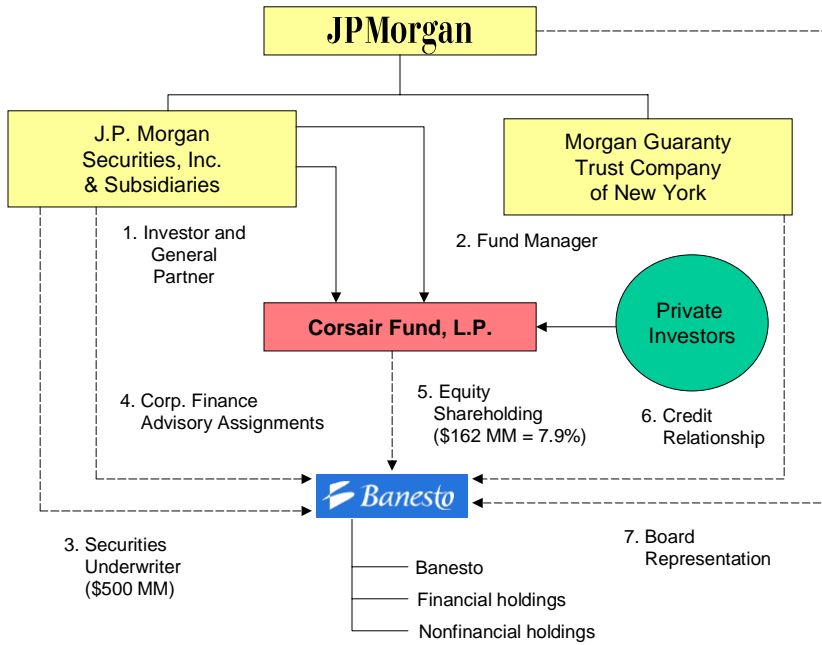 JPMorgan
J.P. Morgan
Securities, Inc.
& Subsidiaries
Morgan Guaranty
Trust Company
of New York
1. Investor and
General
Partner
2. Fund Manager
Private
Investors
Corsair Fund, L.P.
4. Corp. Finance
Advisory Assignments
5. Equity
Shareholding
($162 MM = 7.9%)
6. Credit
Relationship
Banesto
3. Securities
Underwriter
($500 MM)
7. Board
Representation
Banesto
Financial holdings
Nonfinancial holdings